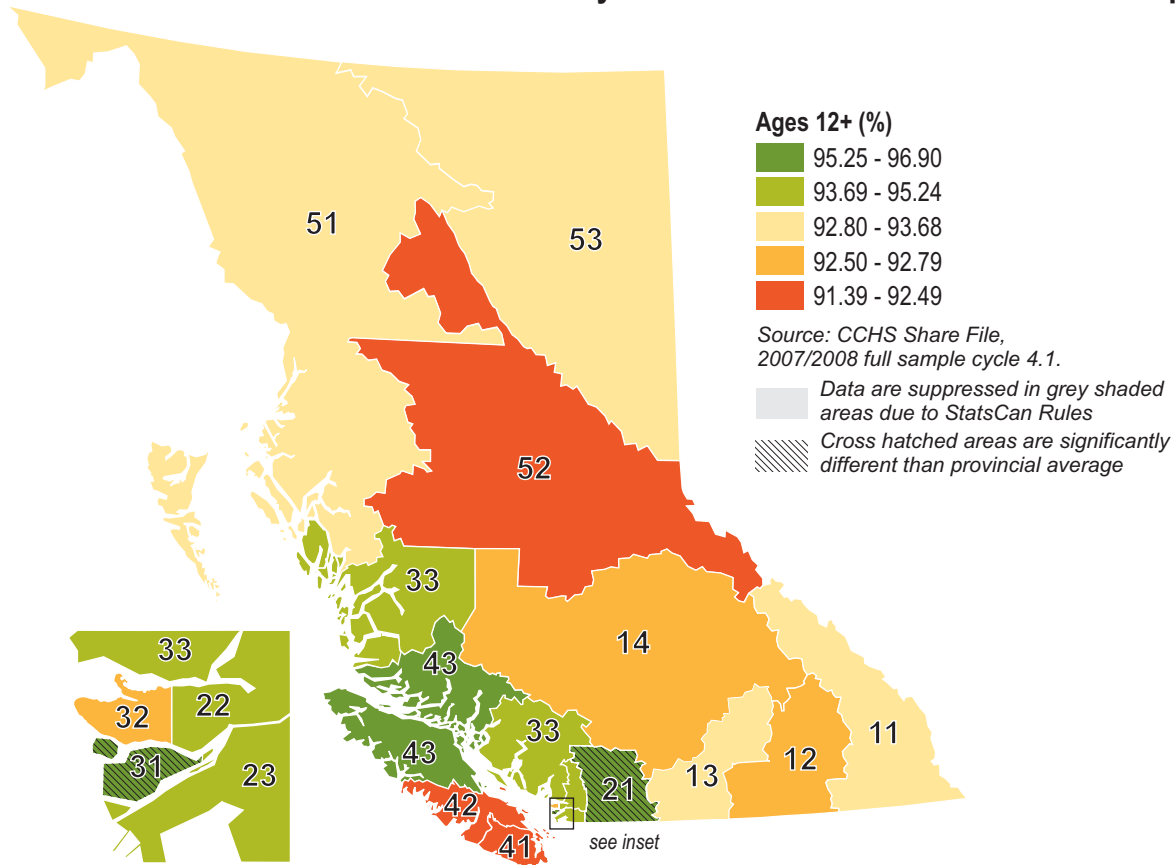 Ages 12+ (%)
95.25 - 96.90
93.69 - 95.24
92.80 - 93.68
92.50 - 92.79
91.39 - 92.49
Source: CCHS Share File,
2007/2008 full sample cycle 4.1.
Data are suppressed in grey shaded
areas due to StatsCan Rules
Cross hatched areas are significantly
different than provincial average
51
53
52
33
14
43
33
43
42
41
21
13
12
11
see inset
33
32
22
31
23